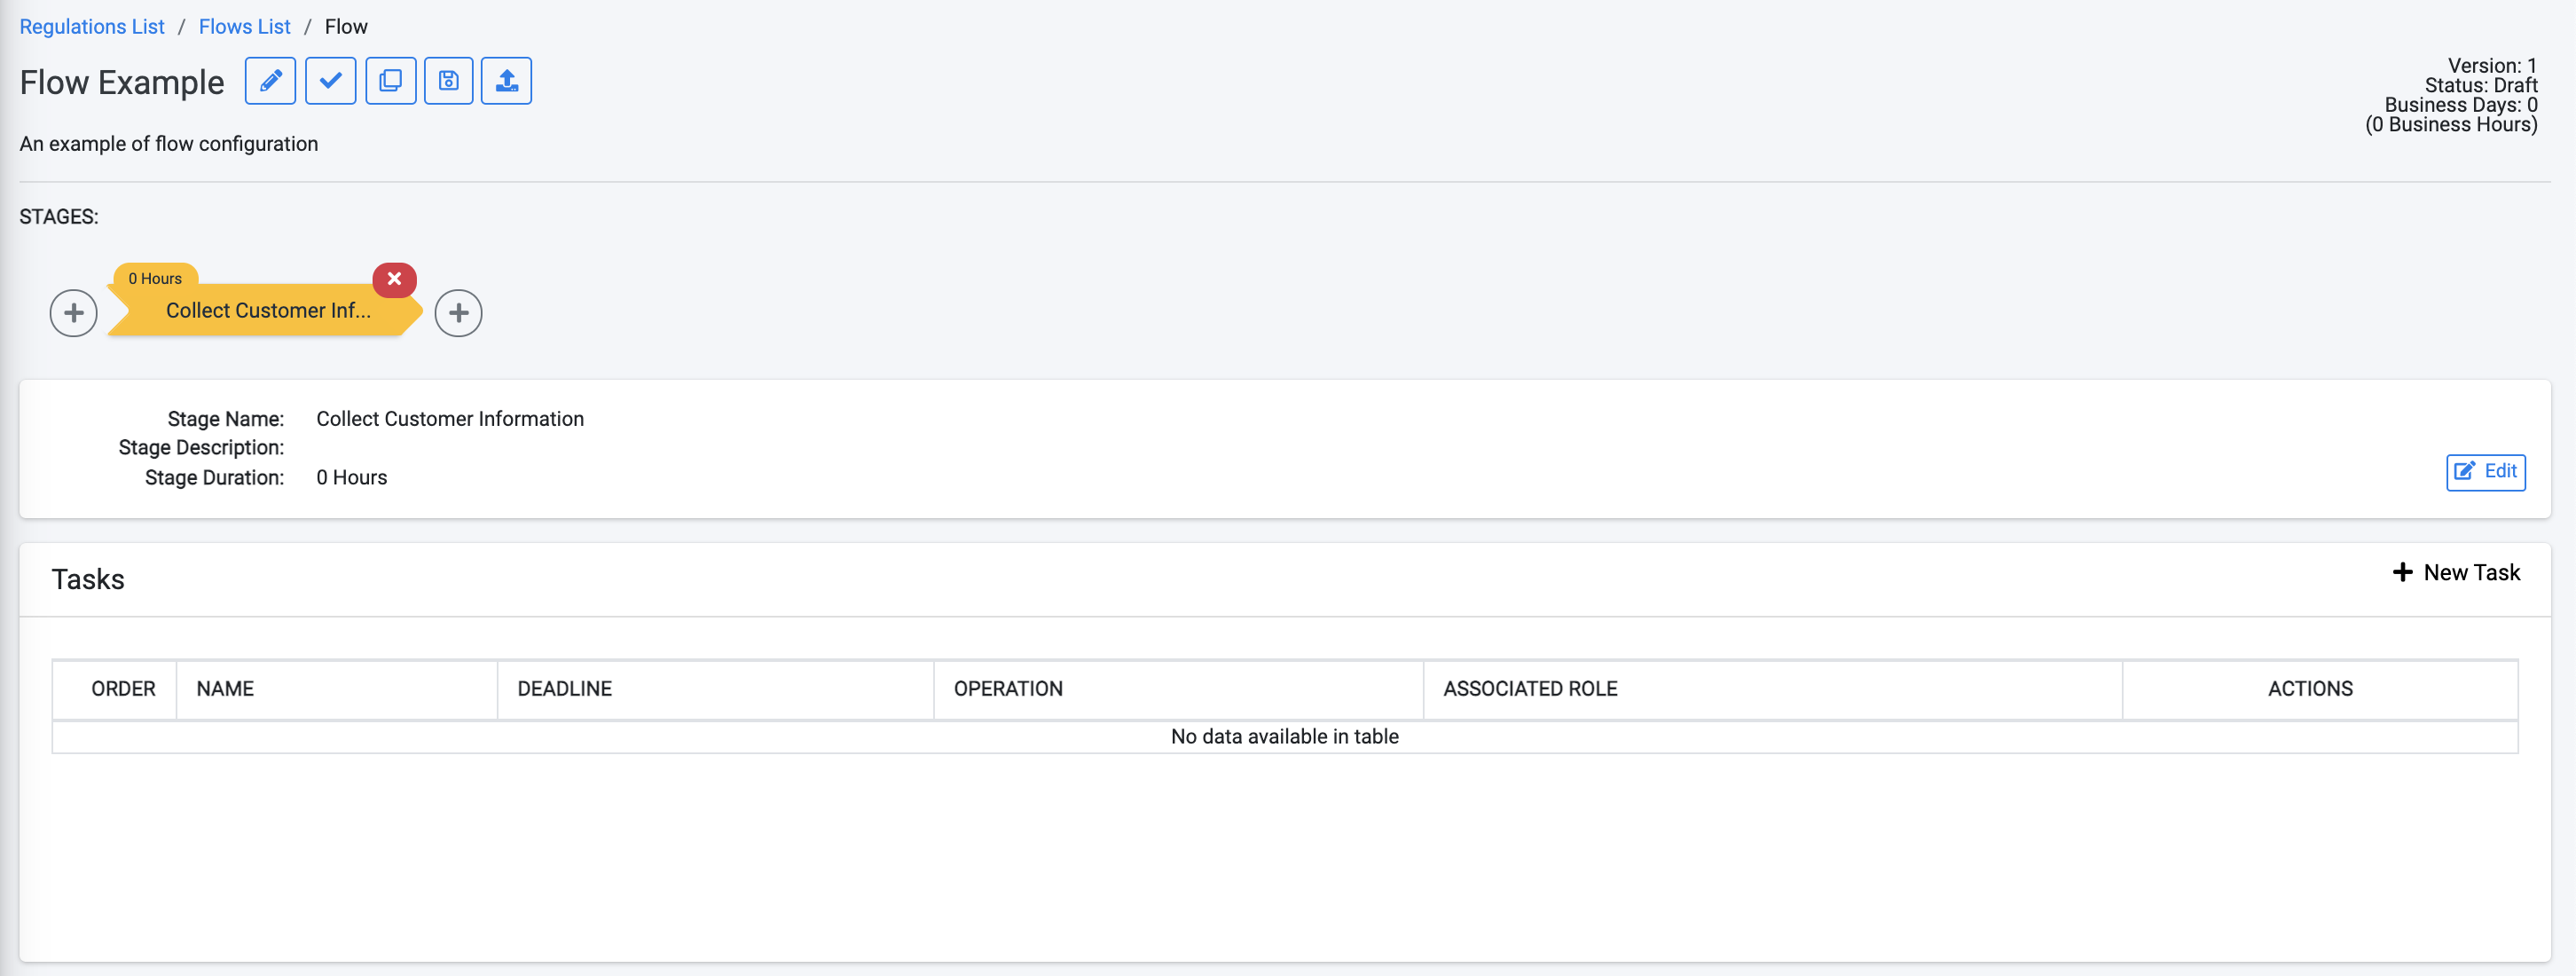 Regulations List / Flows List / Flow
Flow Example
Version: 1
Status: Draft
Business Days: 0
(0 Business Hours)
An example of flow configuration
STAGES:
0 Hours
Collect Customer Inf...
Stage Name: Collect Customer Information
Stage Description:
Stage Duration: 0 Hours
Edit
Tasks
New Task
ORDER NAME DEADLINE OPERATION ASSOCIATED ROLE ACTIONS
No data available in table